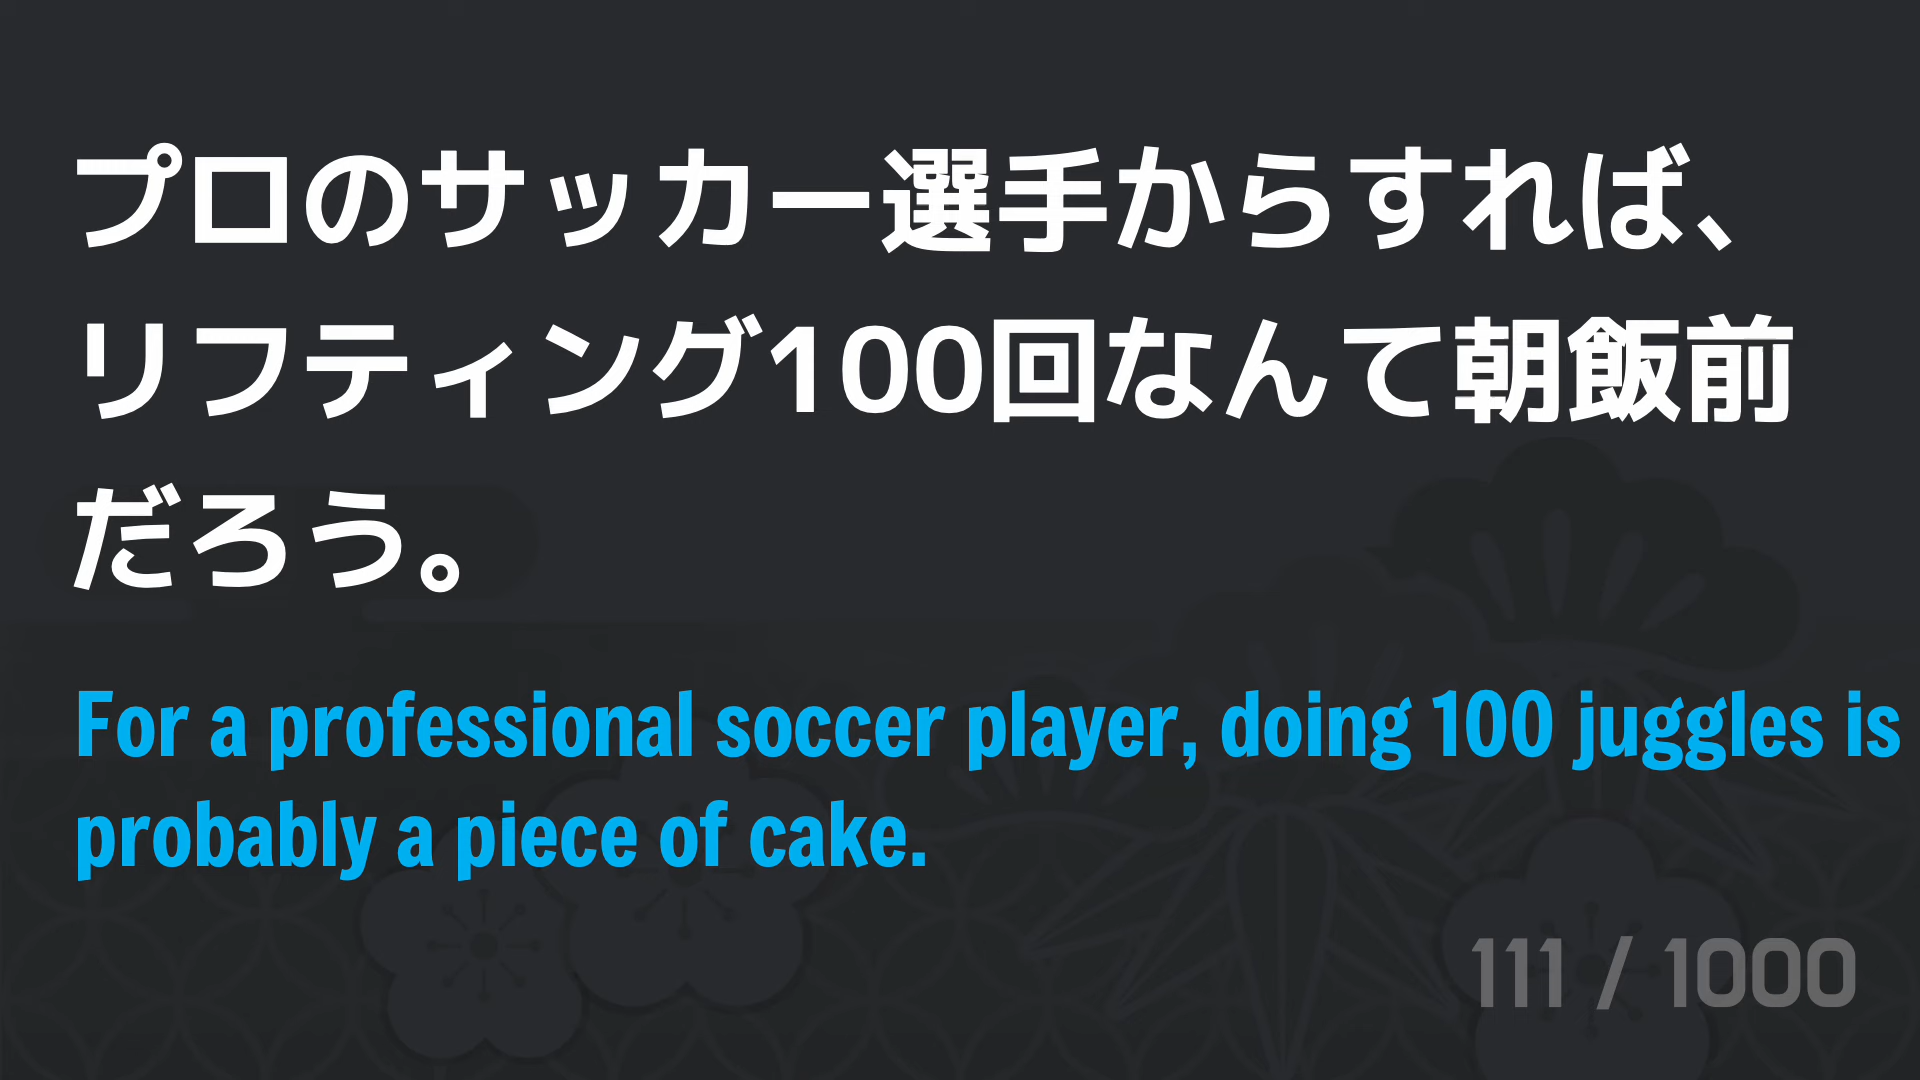 プロのサッカー選手からすれば、
リフティング100回なんて朝飯前
だろう。
For a professional soccer player, doing 100 juggles is
probably a piece of cake.
111 / 1000